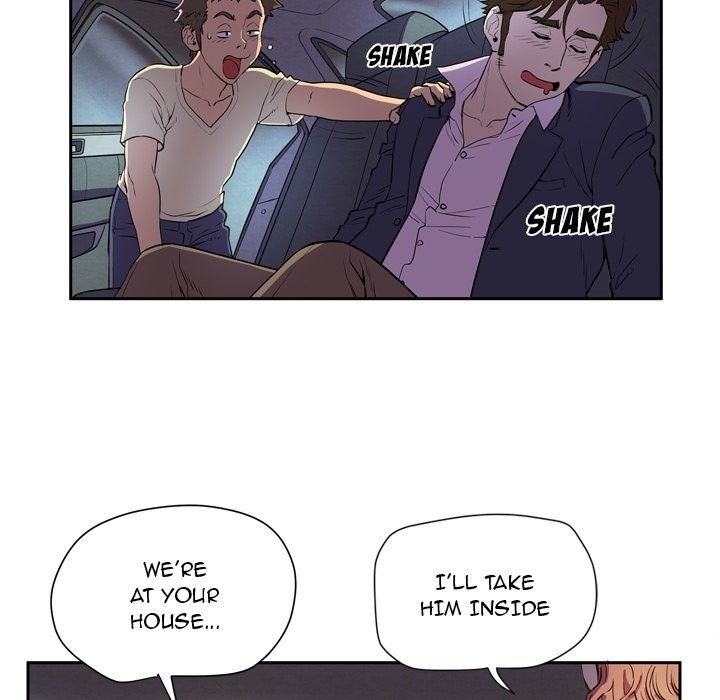 SHAKE
SHAKE
WE'RE
AT YOUR
HOUSE...
I'LL TAKE
HIM INSIDE